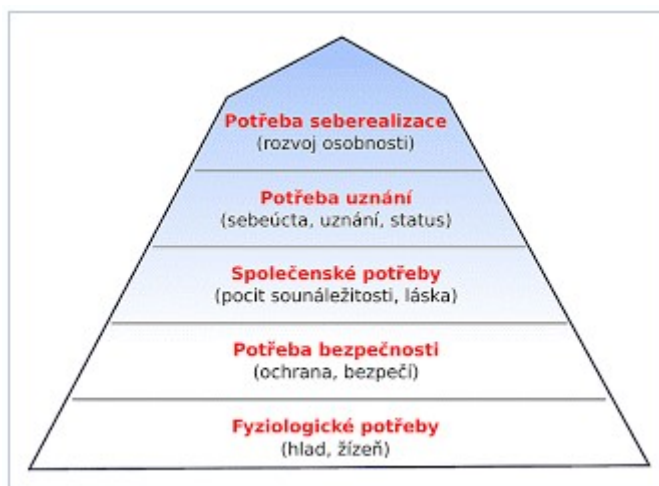 Potřeba seberealizace
(rozvoj osobnosti)
Potřeba uznání
(sebeúcta, uznání, status)
Společenské potřeby
(pocit sounáležitosti, láska)
Potřeba bezpečnosti
(ochrana, bezpečí)
Fyziologické potřeby
(hlad, žízeň)